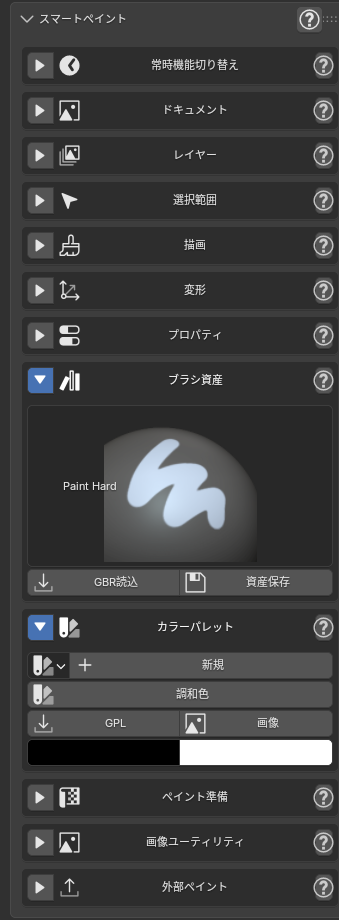 スマートペイント
常時機能切り替え
ドキュメント
レイヤー
選択範囲
描画
変形
プロパティ
ブラシ資産
Paint Hard
GBR読込 資産保存
カラーパレット
新規
調和色
GPL 画像
ペイント準備
画像ユーティリティ
外部ペイント